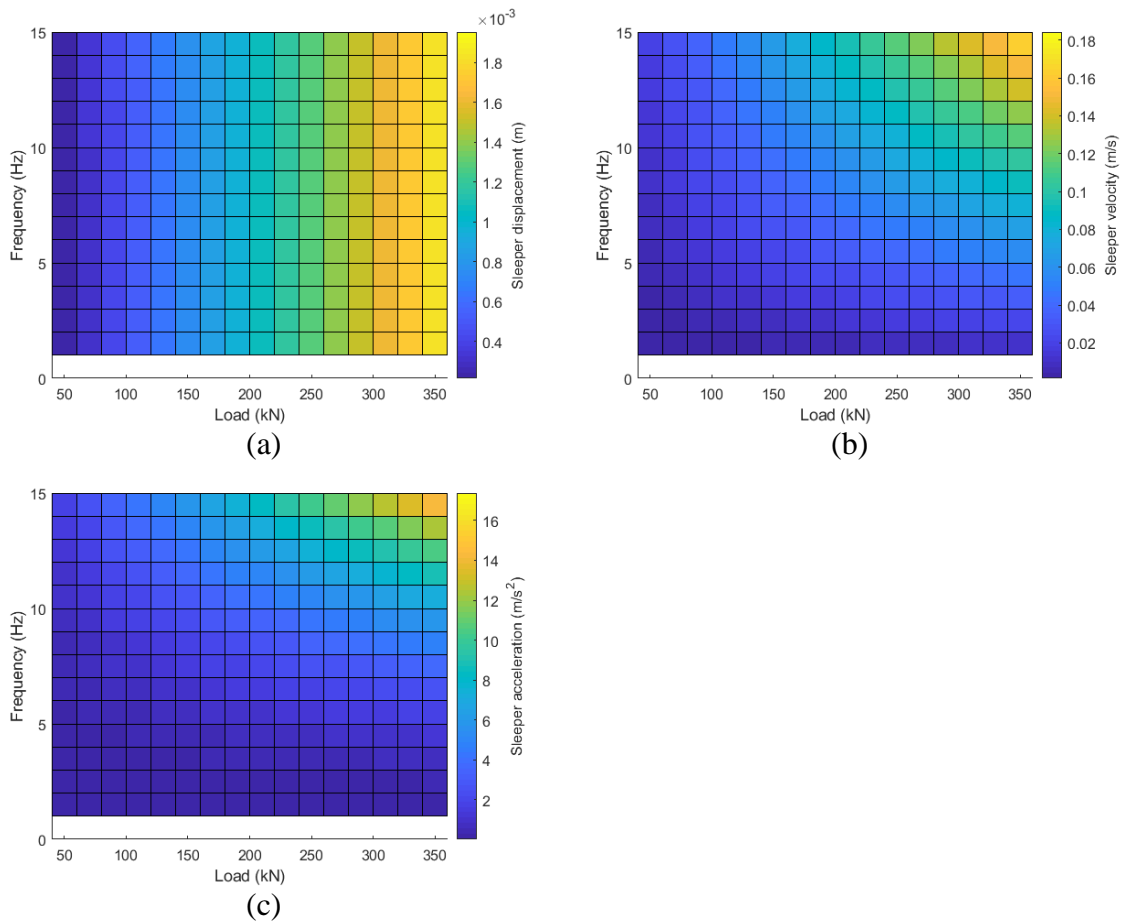 ×10⁻³
15
10
5
0
Frequency (Hz)
50 100 150 200 250 300 350
Load (kN)
1.8
1.6
1.4
1.2
1
0.8
0.6
0.4
Sleeper displacement (m)
(a)
15
10
5
0
Frequency (Hz)
50 100 150 200 250 300 350
Load (kN)
0.18
0.16
0.14
0.12
0.1
0.08
0.06
0.04
0.02
Sleeper velocity (m/s)
(b)
15
10
5
0
Frequency (Hz)
50 100 150 200 250 300 350
Load (kN)
16
14
12
10
8
6
4
2
Sleeper acceleration (m/s²)
(c)